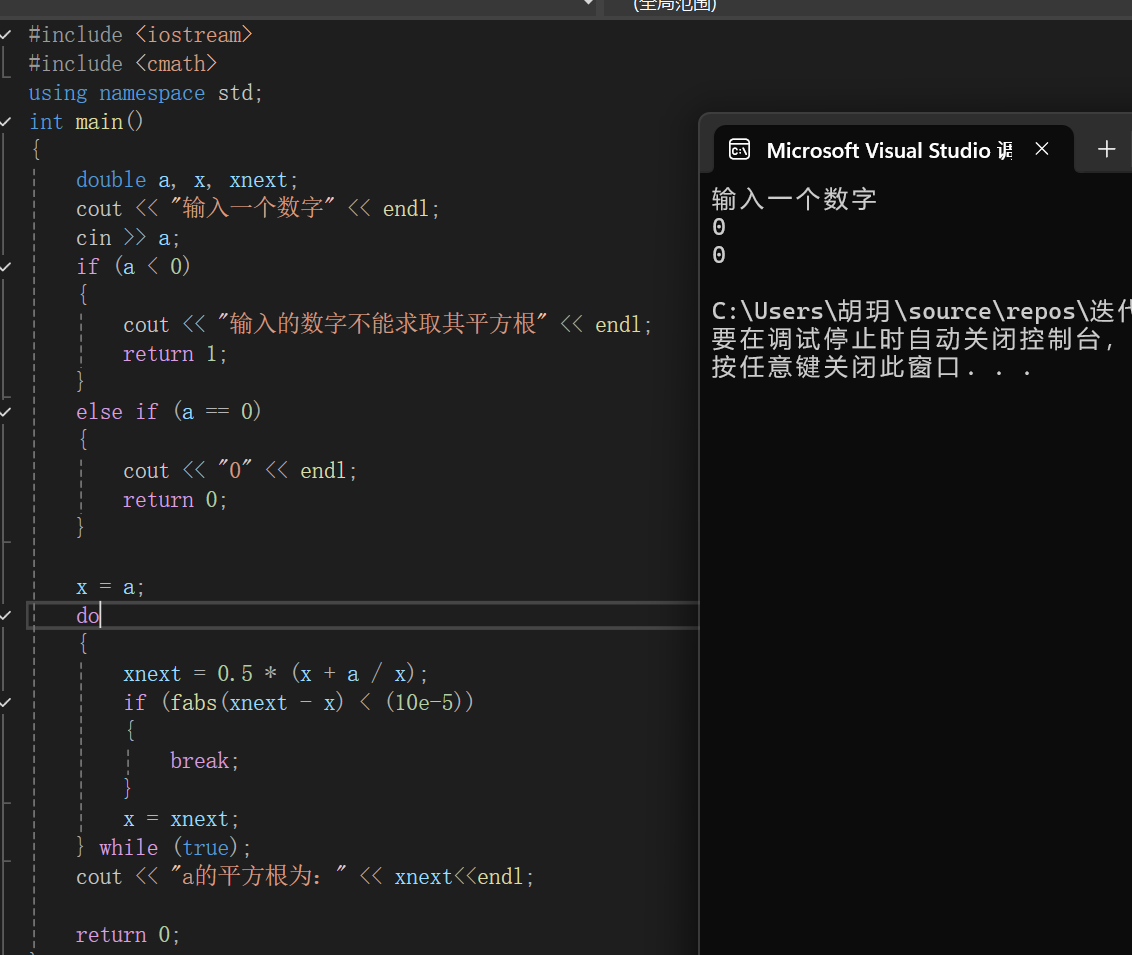 (全局范围)
#include <iostream>
#include <cmath>
using namespace std;
int main()
{
double a, x, xnext;
cout << "输入一个数字" << endl;
cin >> a;
if (a < 0)
{
cout << "输入的数字不能求取其平方根" << endl;
return 1;
}
else if (a == 0)
{
cout << "0" << endl;
return 0;
}
x = a;
do
{
xnext = 0.5 * (x + a / x);
if (fabs(xnext - x) < (10e-5))
{
break;
}
x = xnext;
} while (true);
cout << "a的平方根为：" << xnext<<endl;
return 0;
Microsoft Visual Studio 调
输入一个数字
0
0
C:\Users\胡玥\source\repos\迭代
要在调试停止时自动关闭控制台，
按任意键关闭此窗口. . .